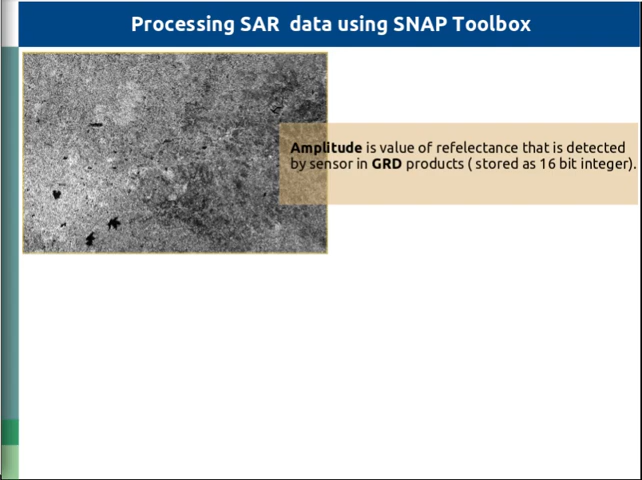 Processing SAR data using SNAP Toolbox
Amplitude is value of refelectance that is detected
by sensor in GRD products ( stored as 16 bit integer).